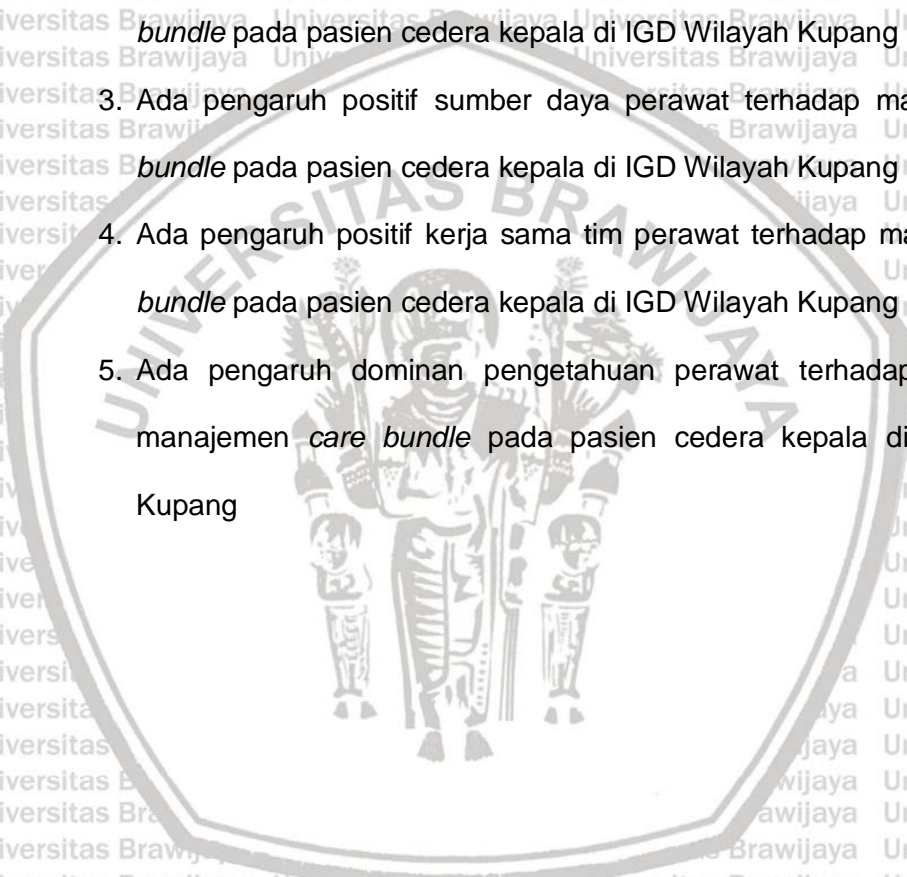 bundle pada pasien cedera kepala di IGD Wilayah Kupang
3. Ada pengaruh positif sumber daya perawat terhadap ma
bundle pada pasien cedera kepala di IGD Wilayah Kupang
4. Ada pengaruh positif kerja sama tim perawat terhadap ma
bundle pada pasien cedera kepala di IGD Wilayah Kupang
5. Ada pengaruh dominan pengetahuan perawat terhadap
manajemen care bundle pada pasien cedera kepala di
Kupang
UNIVERSITAS BRAWIJAYA